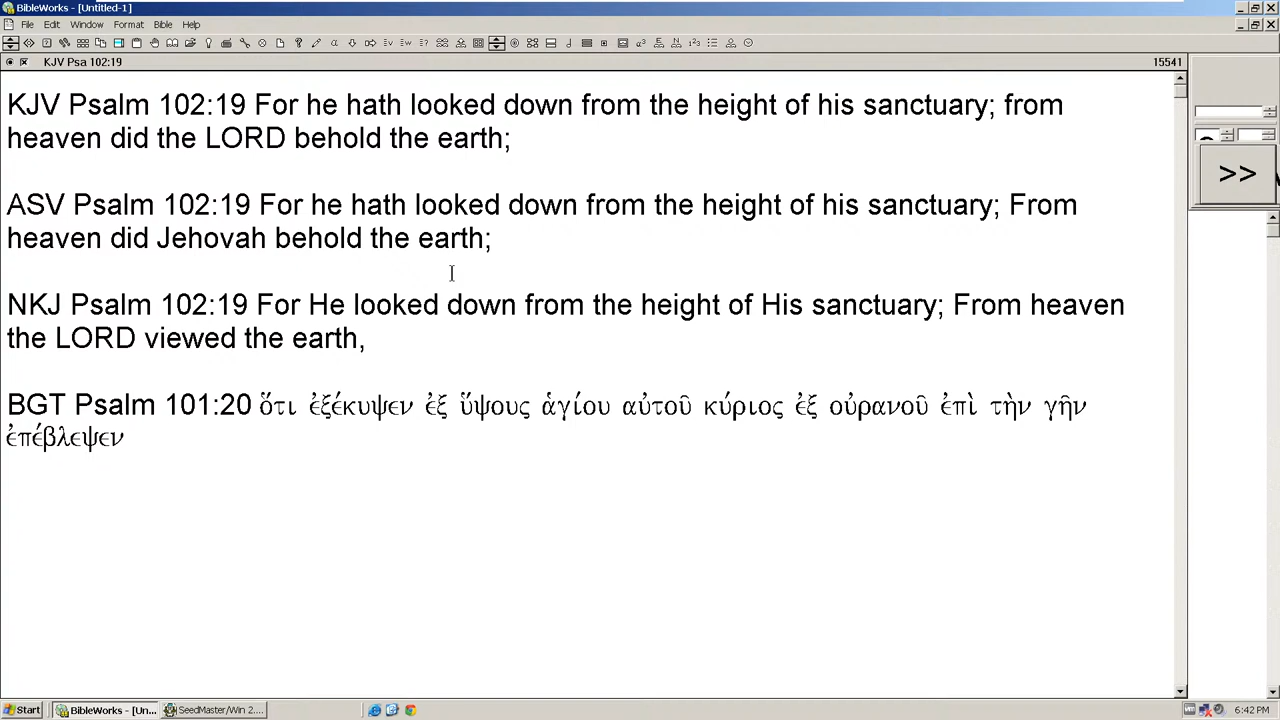 BibleWorks - [Untitled-1]
File Edit Window Format Bible Help
KJV Psa 102:19 15541
KJV Psalm 102:19 For he hath looked down from the height of his sanctuary; from
heaven did the LORD behold the earth;
ASV Psalm 102:19 For he hath looked down from the height of his sanctuary; From
heaven did Jehovah behold the earth;
>>
NKJ Psalm 102:19 For He looked down from the height of His sanctuary; From heaven
the LORD viewed the earth,
BGT Psalm 101:20 ὅτι ἐξέκυψεν ἐξ ὕψους ἁγίου αὐτοῦ κύριος ἐξ οὐρανοῦ ἐπὶ τὴν γῆν
ἐπέβλεψεν
Start BibleWorks - [Un... SeedMaster/Win 2.... 6:42 PM